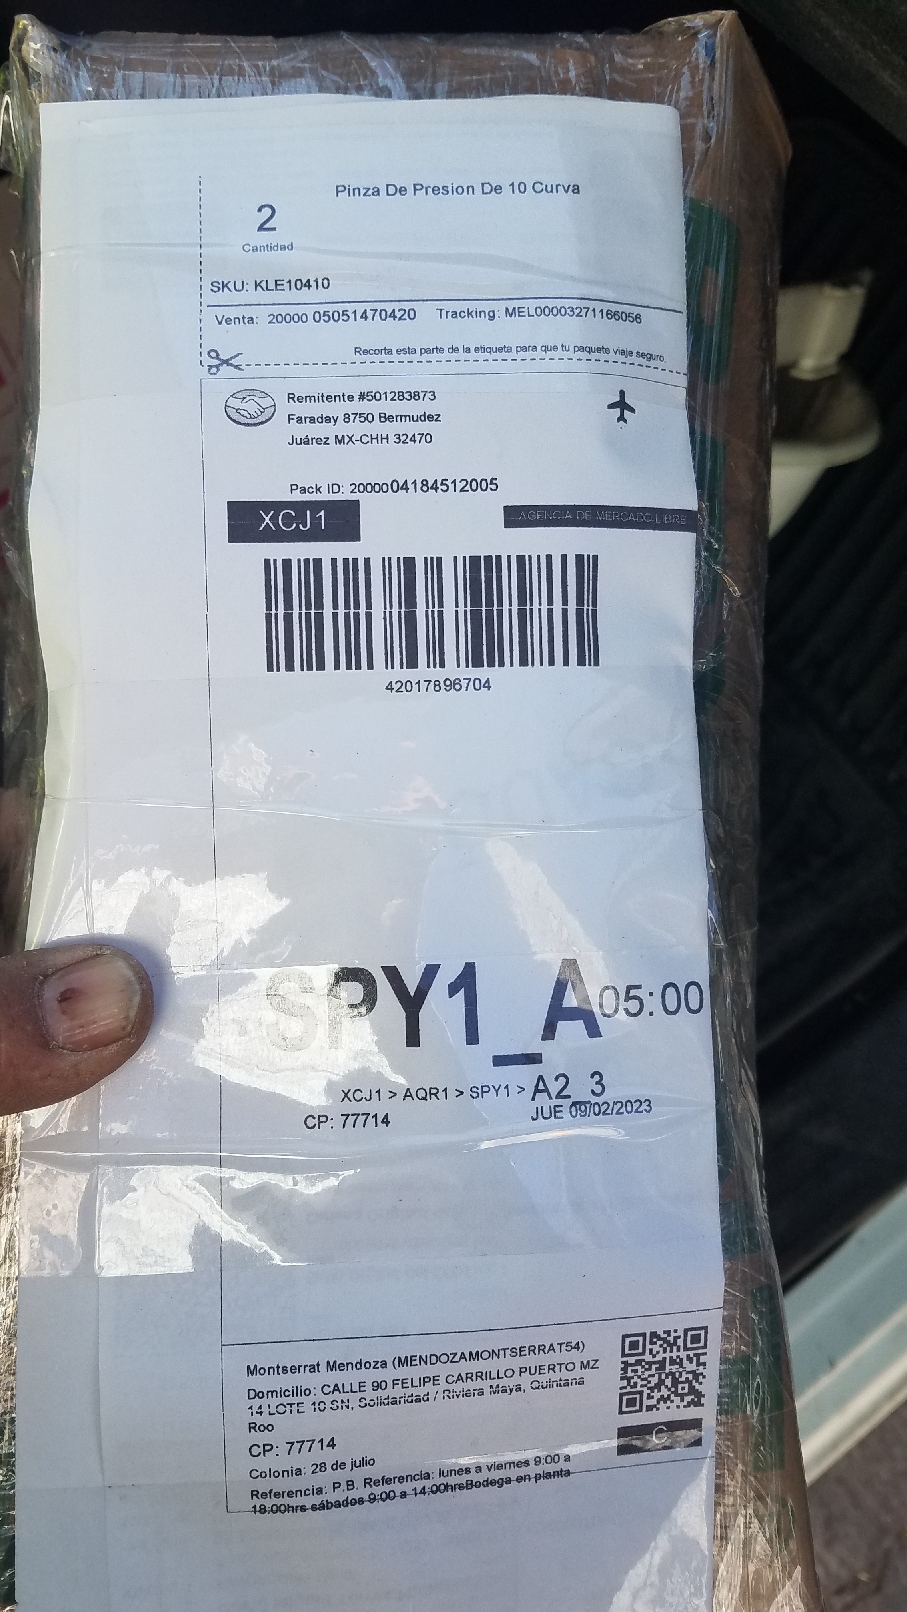 Pinza De Presion De 10 Curva
2
Cantidad
SKU: KLE10410
Venta: 20000 05051470420 Tracking: MEL00003271166056
Recorta esta parte de la etiqueta para que tu paquete viaje seguro.
Remitente #501283873
Faraday 8750 Bermudez
Juárez MX-CHH 32470
Pack ID: 20000 04184512005
XCJ1
AGENCIA DE MERCADO LIBRE
42017896704
SPY1_A 05:00
XCJ1 > AQR1 > SPY1 > A2_3
CP: 77714
JUE 09/02/2023
Montserrat Mendoza (MENDOZAMONTSERRAT54)
Domicilio: CALLE 90 FELIPE CARRILLO PUERTO MZ
14 LOTE 10 SN, Solidaridad / Riviera Maya, Quintana
Roo
CP: 77714
C
Colonia: 28 de julio
Referencia: P.B. Referencia: lunes a viernes 9:00 a
18:00hrs sábados 9:00 a 14:00hrsBodega en planta